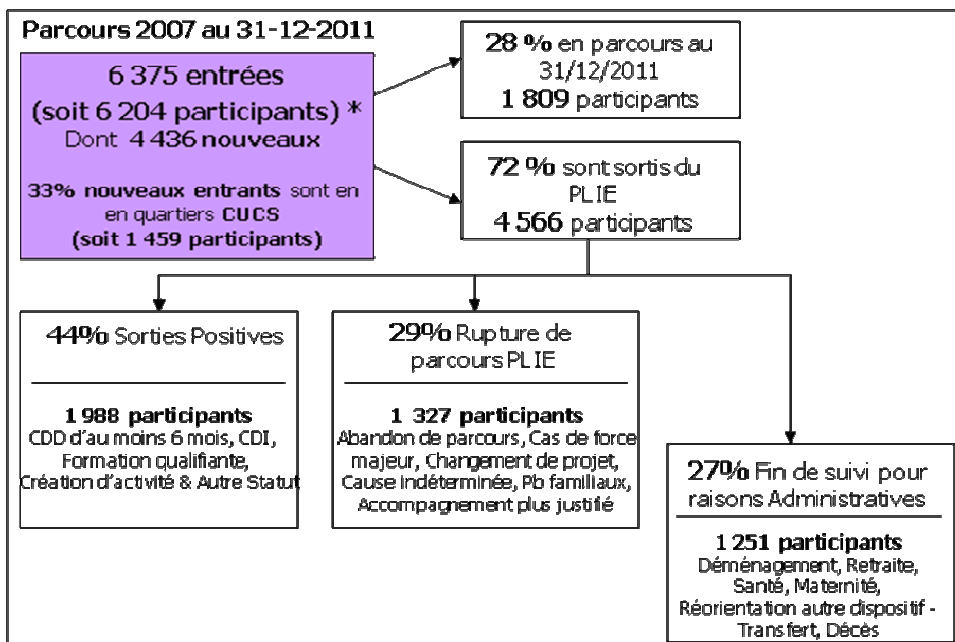 Parcours 2007 au 31-12-2011
6 375 entrées
(soit 6 204 participants) *
Dont 4 436 nouveaux
33% nouveaux entrants sont en
en quartiers CUCS
(soit 1 459 participants)
28 % en parcours au
31/12/2011
1 809 participants
72 % sont sortis du
PLIE
4 566 participants
44% Sorties Positives
1 988 participants
CDD d'au moins 6 mois, CDI,
Formation qualifiante,
Création d'activité & Autre Statut
29% Rupture de
parcours PLIE
1 327 participants
Abandon de parcours, Cas de force
majeur, Changement de projet,
Cause indéterminée, Pb familiaux,
Accompagnement plus justifié
27% Fin de suivi pour
raisons Administratives
1 251 participants
Déménagement, Retraite,
Santé, Maternité,
Réorientation autre dispositif -
Transfert, Décès